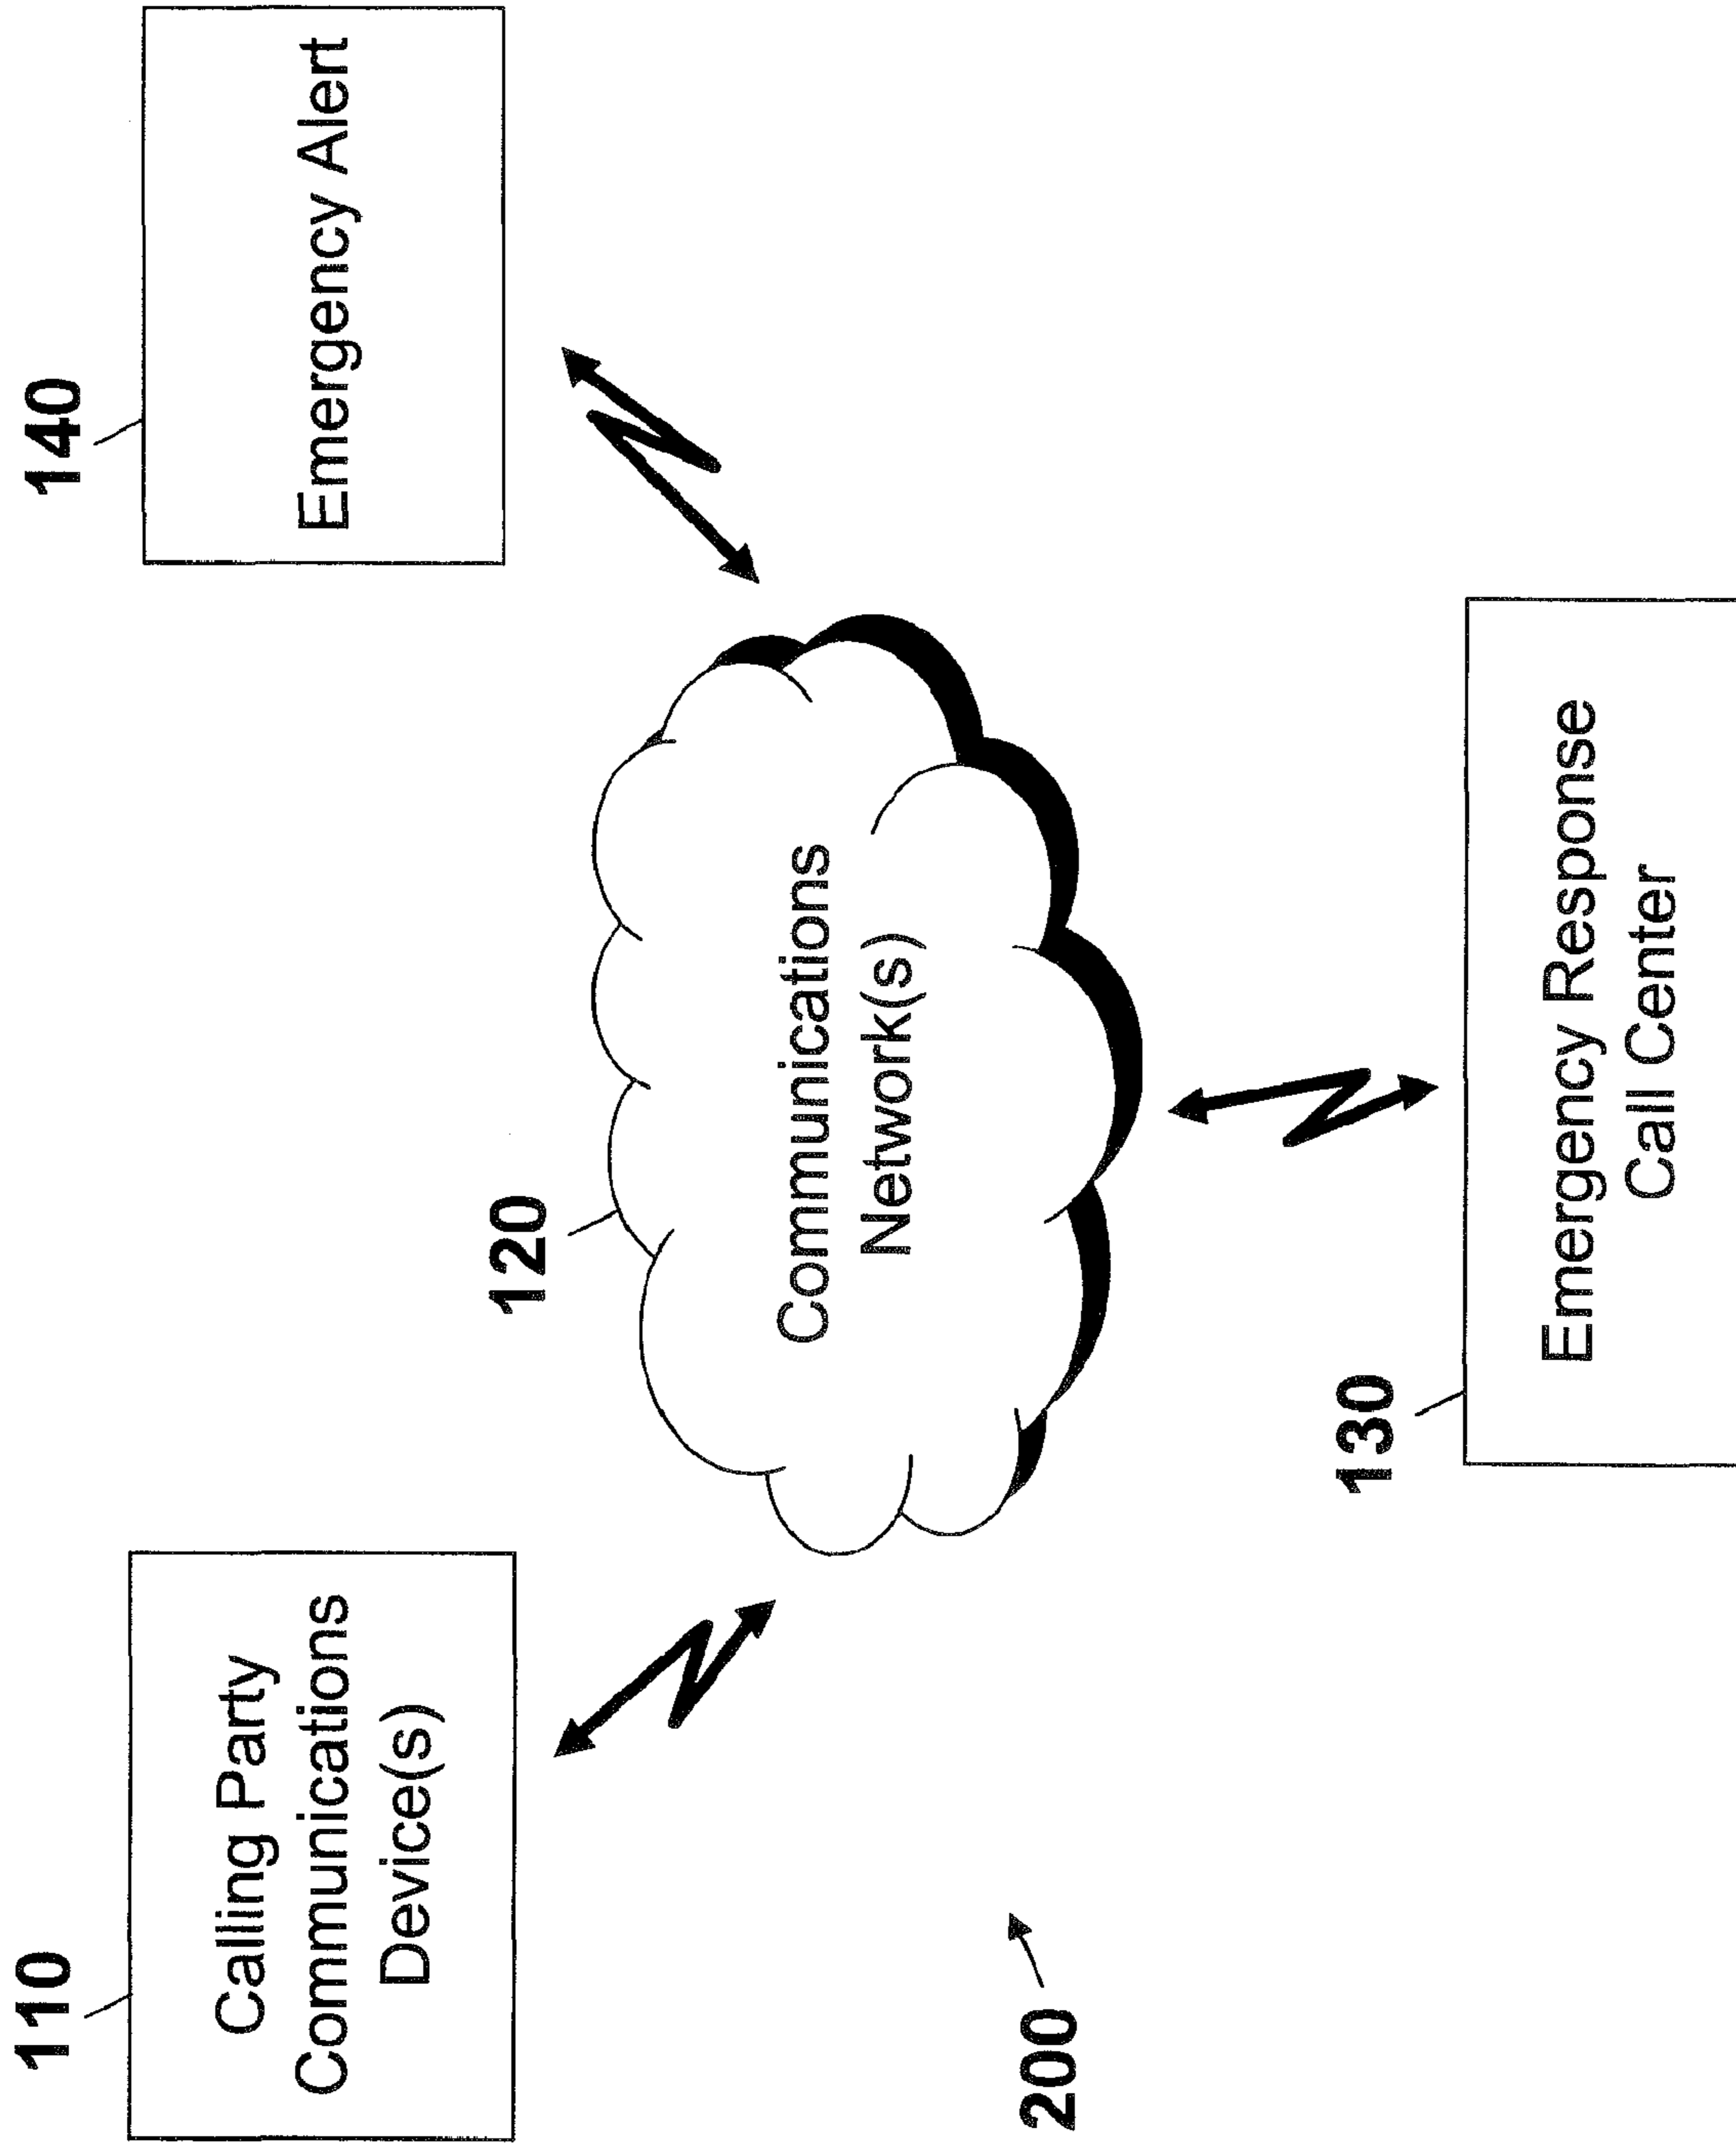 110
Calling Party
Communications
Device(s)
140
Emergency Alert
120
Communications
Network(s)
130
Emergency Response
Call Center
200